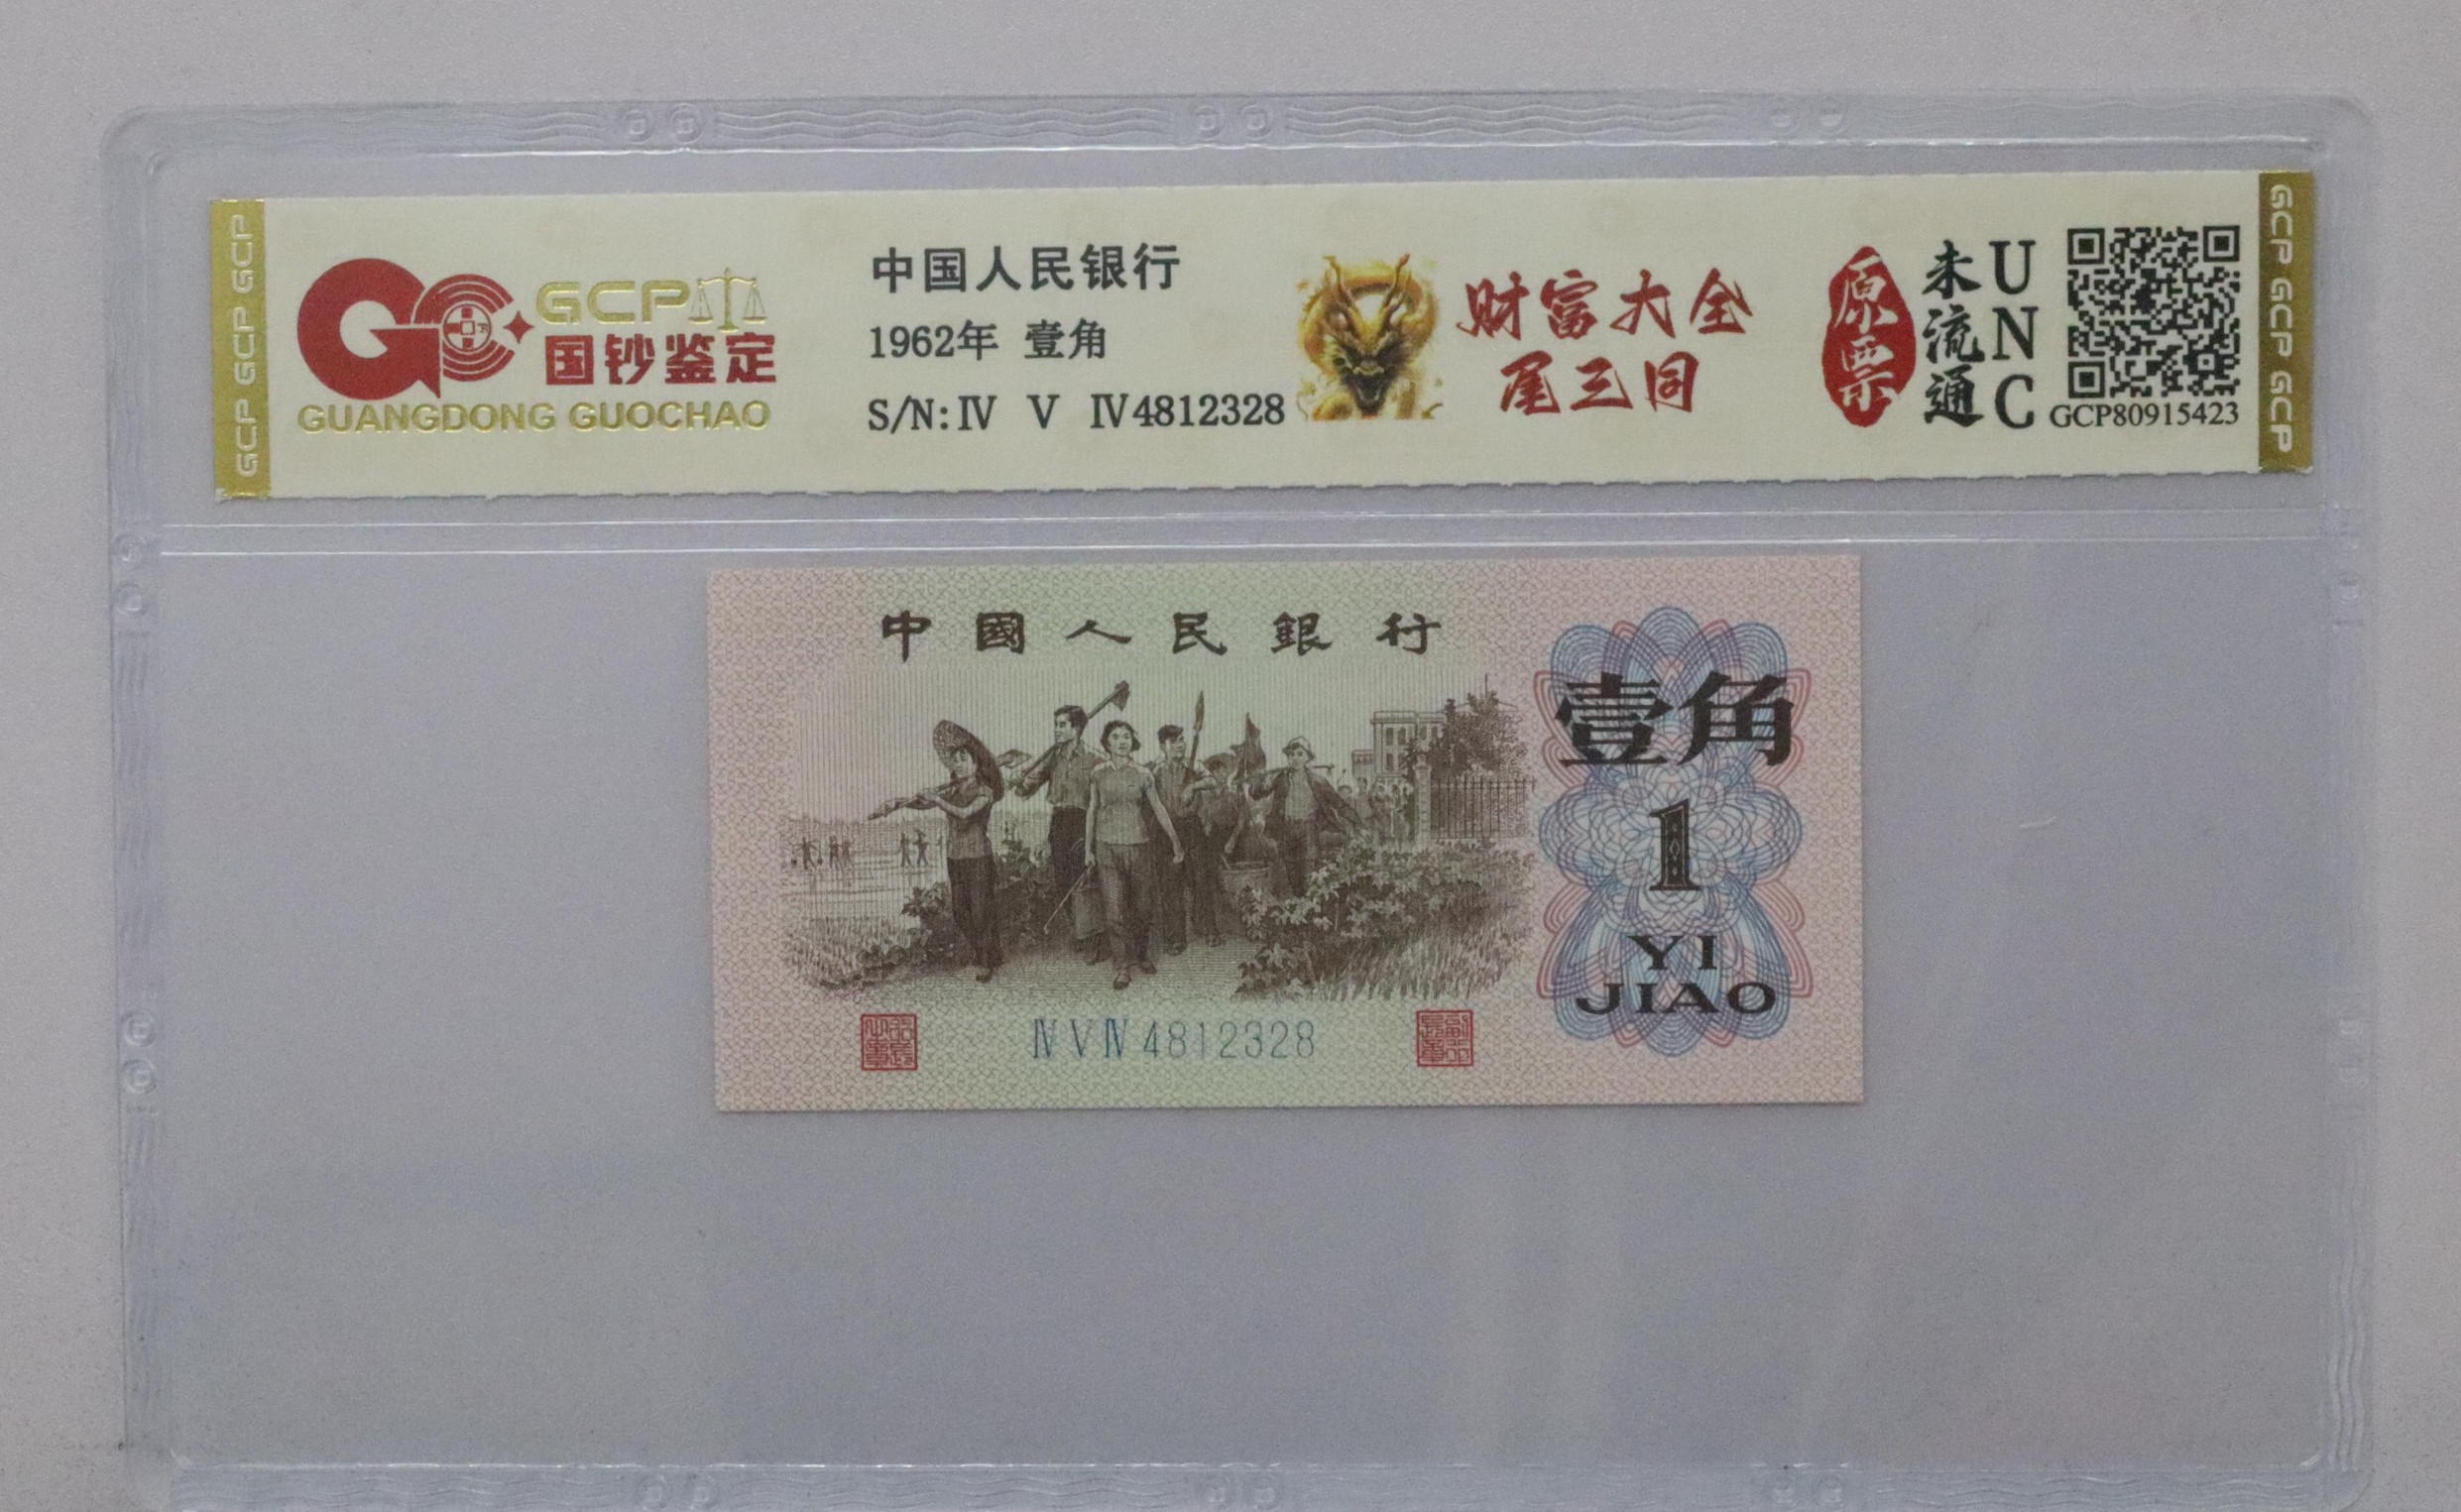 GCP GCP GCP
GCP
国钞鉴定
GUANGDONG GUOCHAO
中国人民银行
1962年 壹角
S/N: Ⅳ Ⅴ Ⅳ4812328
财富大全
尾三同
原票
未流通
UNC
GCP80915423
GCP GCP GCP
中國人民銀行
壹角
1
YI
JIAO
ⅣⅤⅣ 4812328